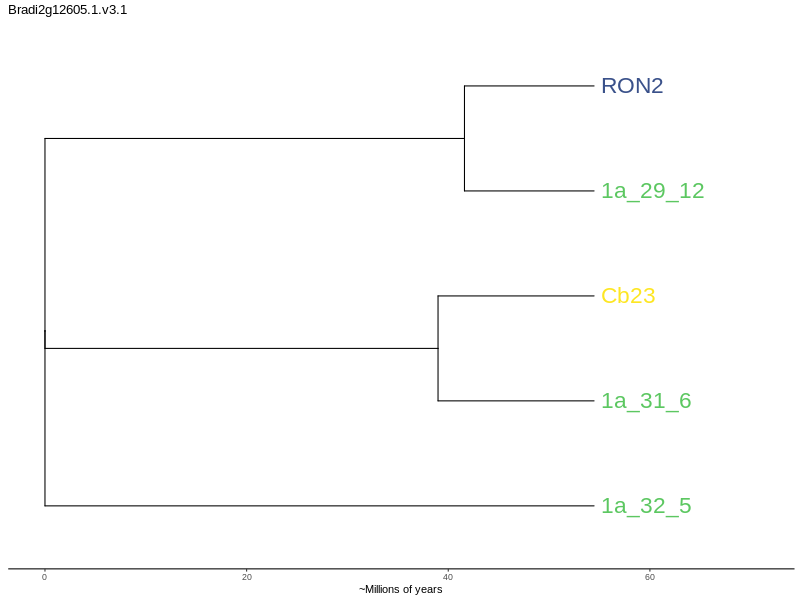 Bradi2g12605.1.v3.1
RON2
1a_29_12
Cb23
1a_31_6
1a_32_5
0 20 40 60
~Millions of years